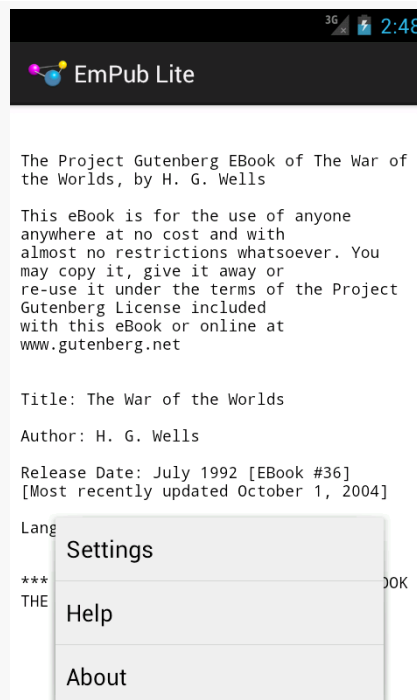 3G 2:48
EmPub Lite
The Project Gutenberg EBook of The War of
the Worlds, by H. G. Wells
This eBook is for the use of anyone
anywhere at no cost and with
almost no restrictions whatsoever. You
may copy it, give it away or
re-use it under the terms of the Project
Gutenberg License included
with this eBook or online at
www.gutenberg.net
Title: The War of the Worlds
Author: H. G. Wells
Release Date: July 1992 [EBook #36]
[Most recently updated October 1, 2004]
Lang
Settings
***
THE
Help
About